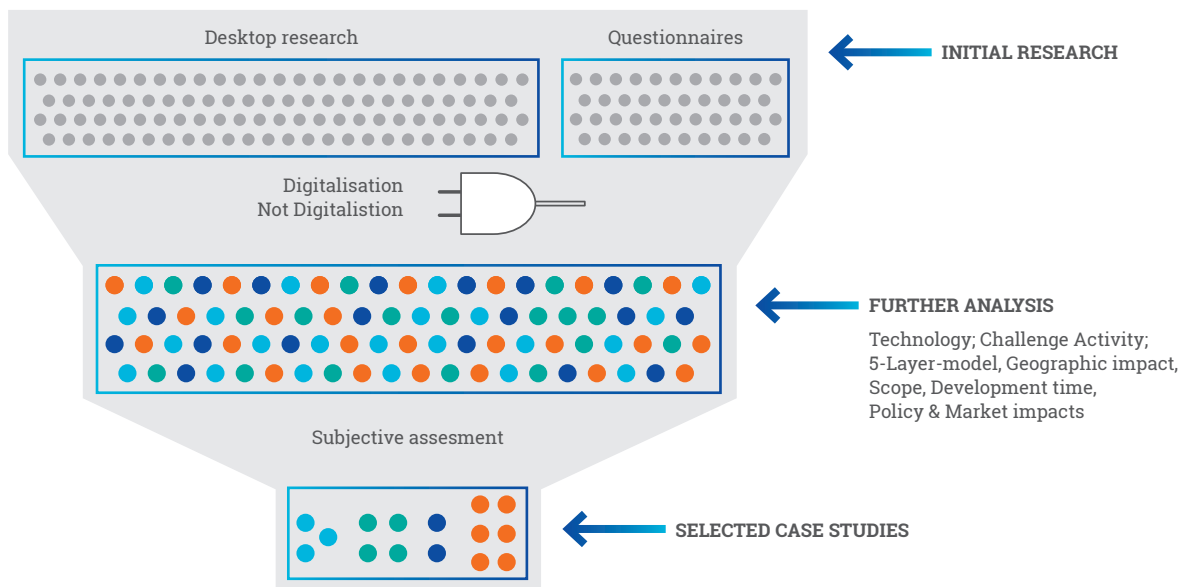 Desktop research
Questionnaires
INITIAL RESEARCH
Digitalisation
Not Digitalistion
FURTHER ANALYSIS
Technology; Challenge Activity;
5-Layer-model, Geographic impact,
Scope, Development time,
Policy & Market impacts
Subjective assesment
SELECTED CASE STUDIES